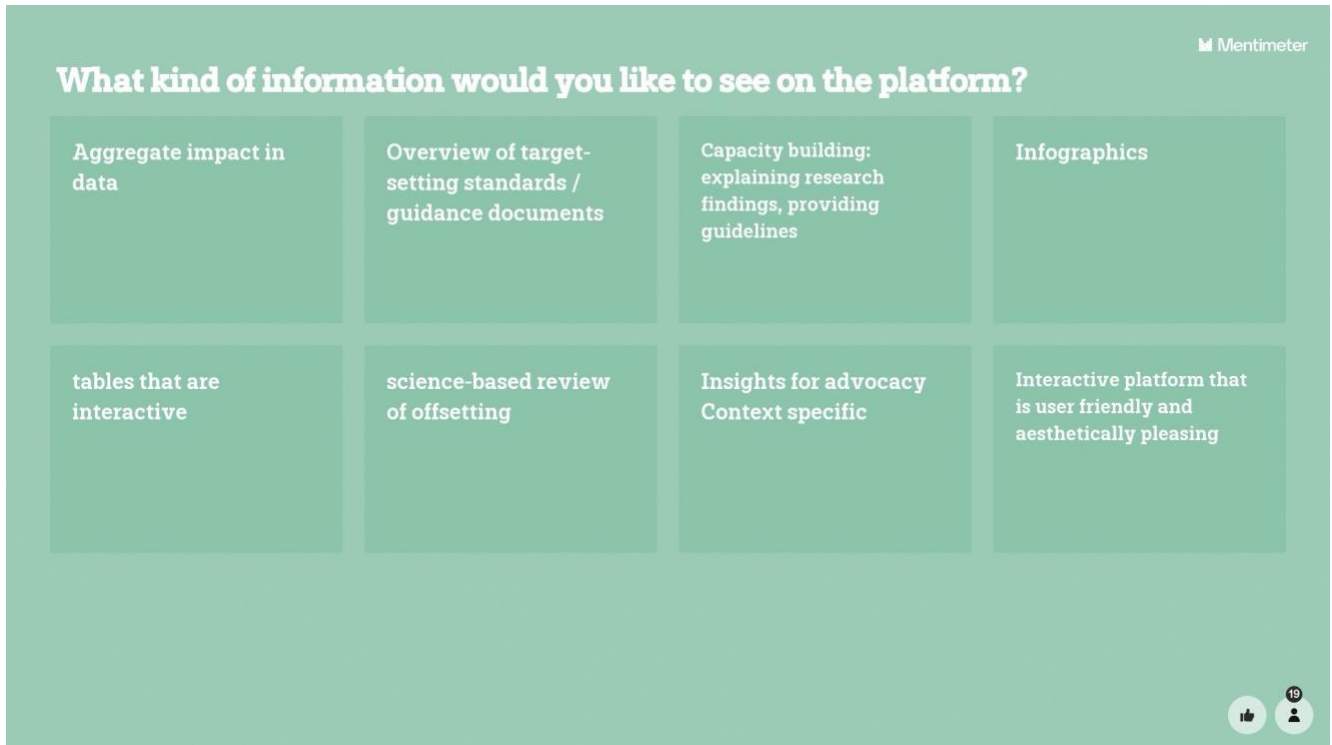 Mentimeter
What kind of information would you like to see on the platform?
Aggregate impact in
data
Overview of target-
setting standards /
guidance documents
Capacity building:
explaining research
findings, providing
guidelines
Infographics
tables that are
interactive
science-based review
of offsetting
Insights for advocacy
Context specific
Interactive platform that
is user friendly and
aesthetically pleasing
19